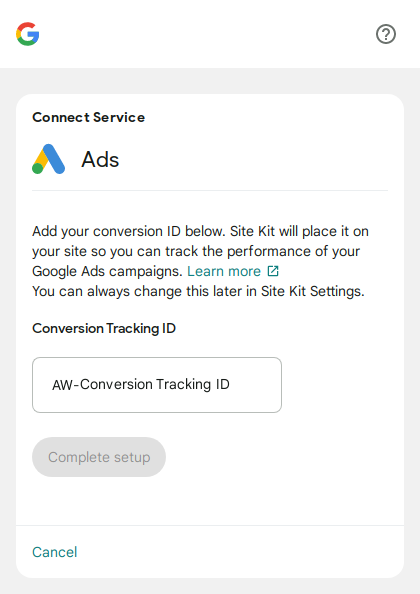 Connect Service
Ads
Add your conversion ID below. Site Kit will place it on
your site so you can track the performance of your
Google Ads campaigns. Learn more
You can always change this later in Site Kit Settings.
Conversion Tracking ID
AW-Conversion Tracking ID
Complete setup
Cancel